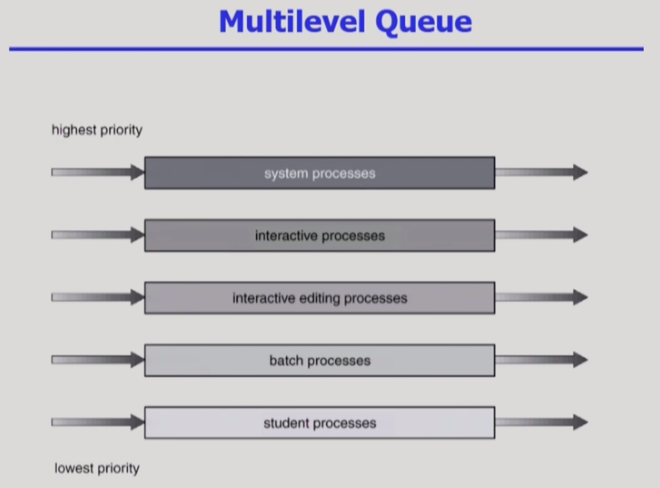 Multilevel Queue
highest priority
system processes
interactive processes
interactive editing processes
batch processes
student processes
lowest priority